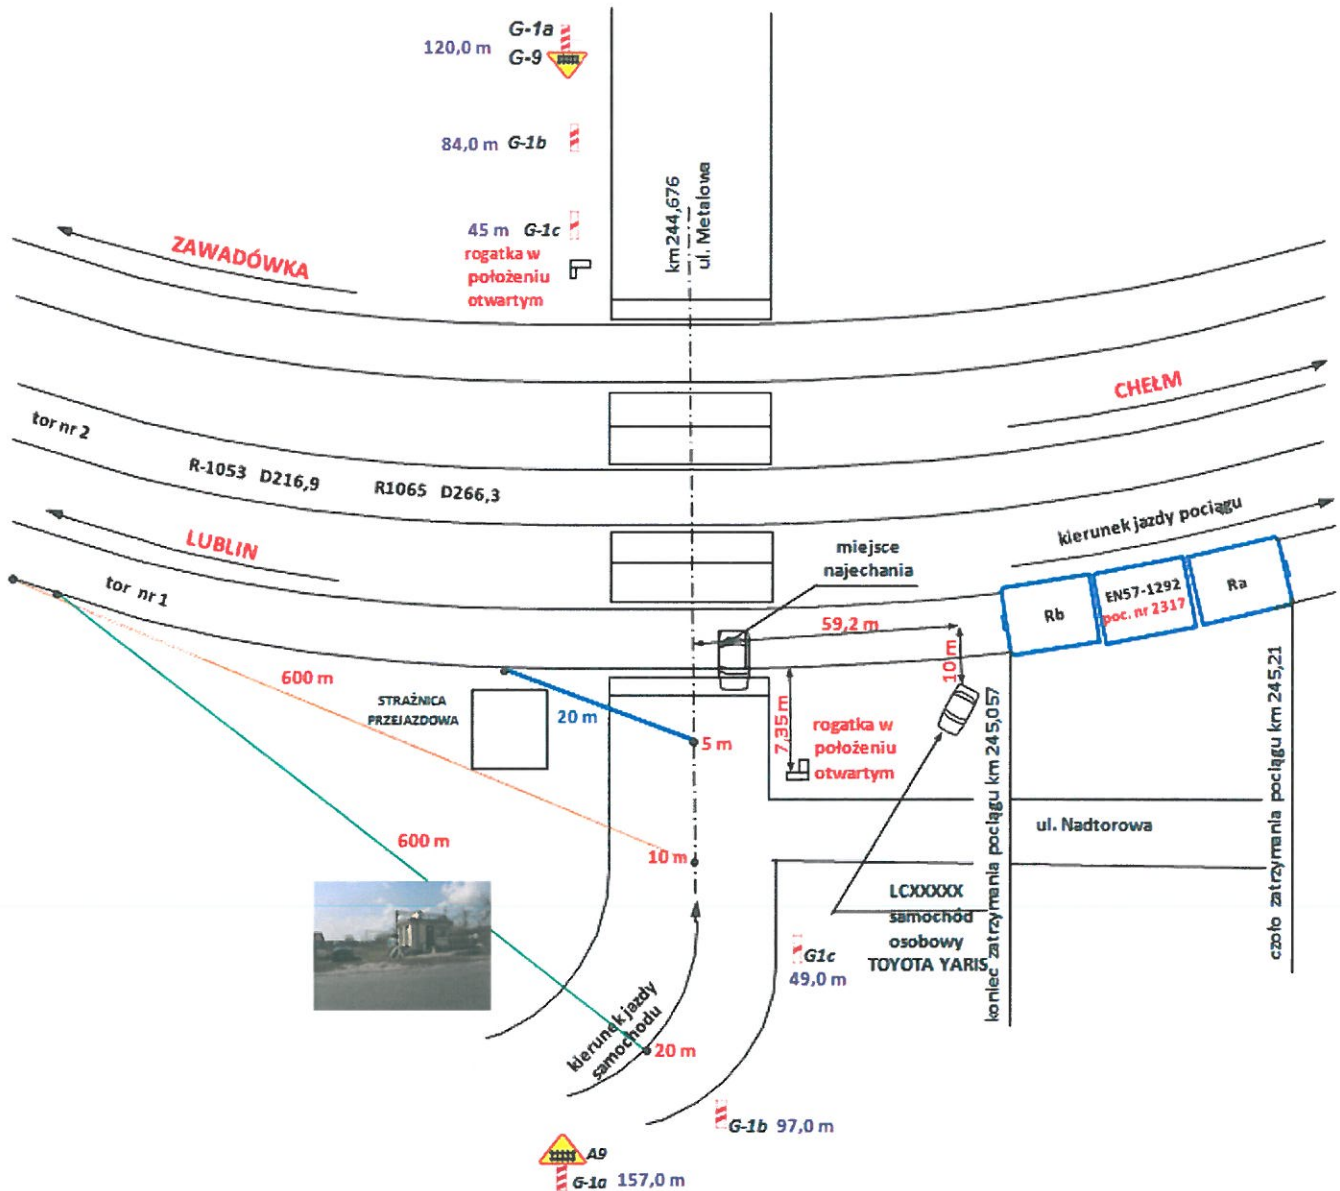 G-1a
120,0 m
G-9
84,0 m G-1b
45 m G-1c
rogatka w
położeniu
otwartym
km 244,676
ul. Metalowa
ZAWADÓWKA
CHEŁM
tor nr 2
R-1053 D216,9 R1065 D266,3
kierunek jazdy pociągu
LUBLIN
miejsce
najechania
tor nr 1
Rb
EN57-1292
poc. nr 2317
Ra
59,2 m
10 m
600 m
STRAŻNICA
PRZEJAZDOWA
20 m
5 m
7,35 m
rogatka w
położeniu
otwartym
koniec zatrzymania pociągu km 245,057
czoło zatrzymania pociągu km 245,21
ul. Nadtorowa
600 m
10 m
LCXXXXX
samochód
osobowy
TOYOTA YARIS
G1c
49,0 m
kierunek jazdy
samochodu
20 m
G-1b 97,0 m
A9
G-1a 157,0 m